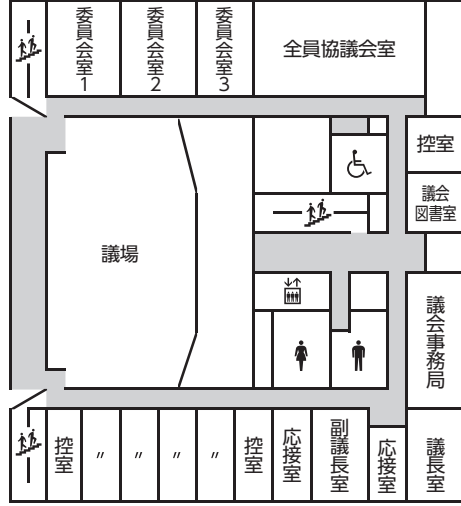 委員会室1
委員会室2
委員会室3
全員協議会室
控室
議会
図書室
議場
議会事務局
控室
〃
〃
〃
〃
控室
応接室
副議長室
応接室
議長室